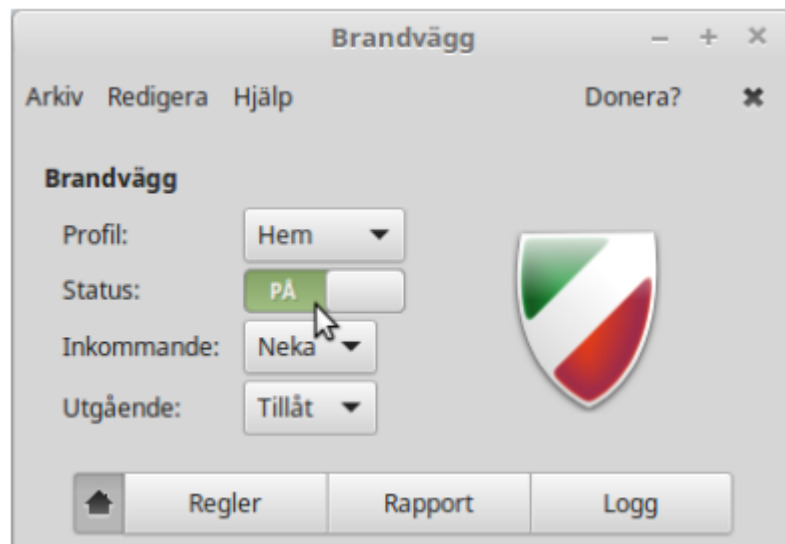 Brandvägg
Arkiv Redigera Hjälp Donera?
Brandvägg
Profil: Hem
Status: PÅ
Inkommande: Neka
Utgående: Tillåt
Regler Rapport Logg